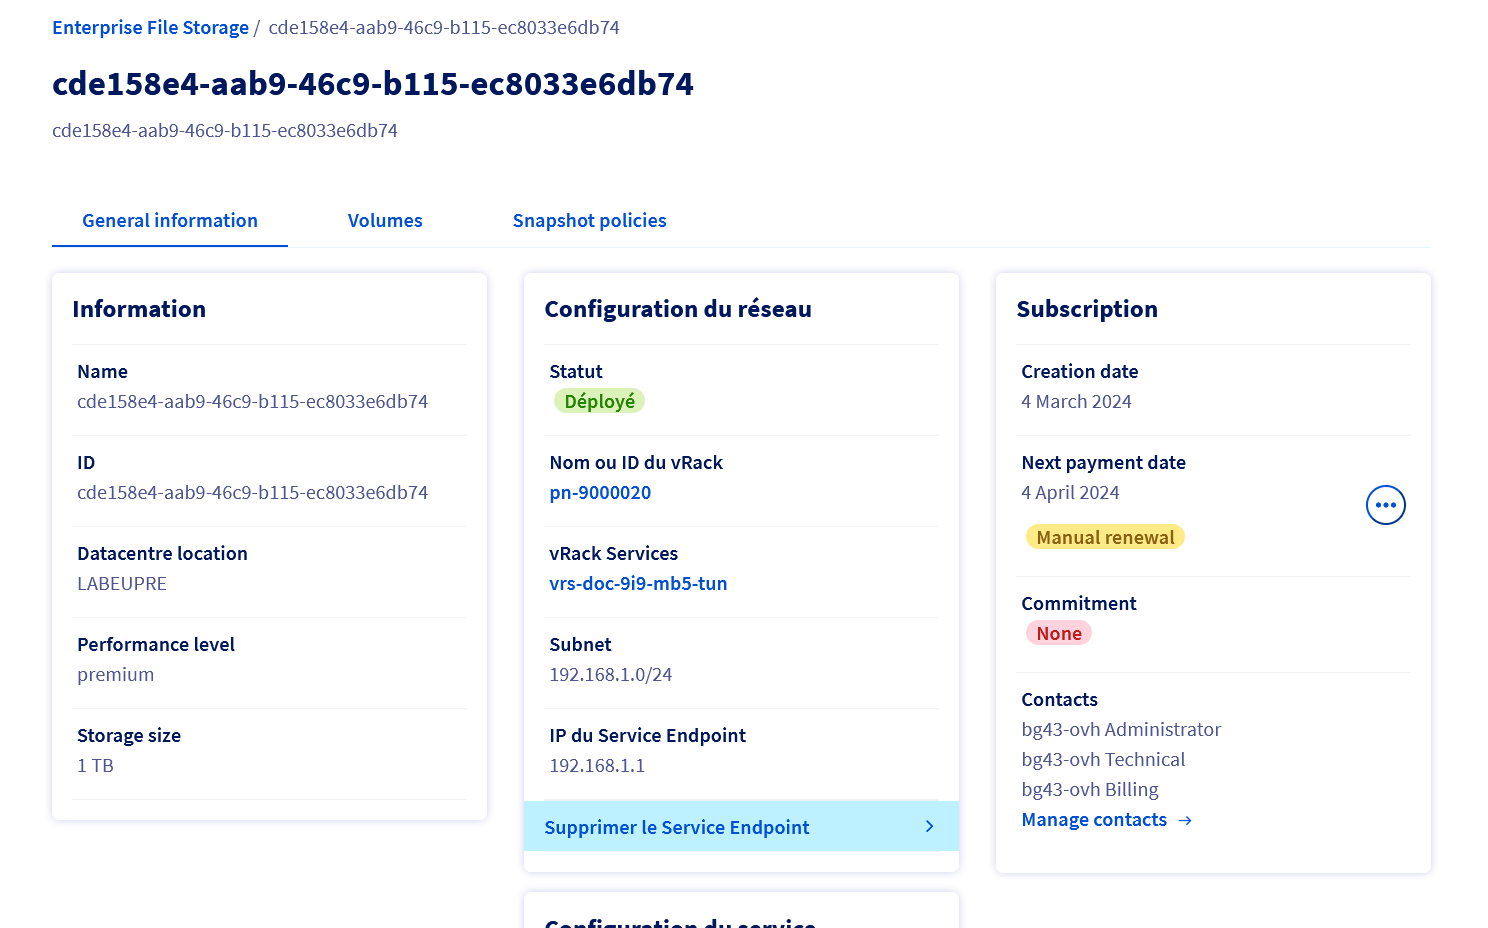 Enterprise File Storage / cde158e4-aab9-46c9-b115-ec8033e6db74
cde158e4-aab9-46c9-b115-ec8033e6db74
cde158e4-aab9-46c9-b115-ec8033e6db74
General information Volumes Snapshot policies
Information
Name
cde158e4-aab9-46c9-b115-ec8033e6db74
ID
cde158e4-aab9-46c9-b115-ec8033e6db74
Datacentre location
LABEUPRE
Performance level
premium
Storage size
1 TB
Configuration du réseau
Statut
Déployé
Nom ou ID du vRack
pn-9000020
vRack Services
vrs-doc-9i9-mb5-tun
Subnet
192.168.1.0/24
IP du Service Endpoint
192.168.1.1
Supprimer le Service Endpoint
Configuration du service
Subscription
Creation date
4 March 2024
Next payment date
4 April 2024
Manual renewal
Commitment
None
Contacts
bg43-ovh Administrator
bg43-ovh Technical
bg43-ovh Billing
Manage contacts →